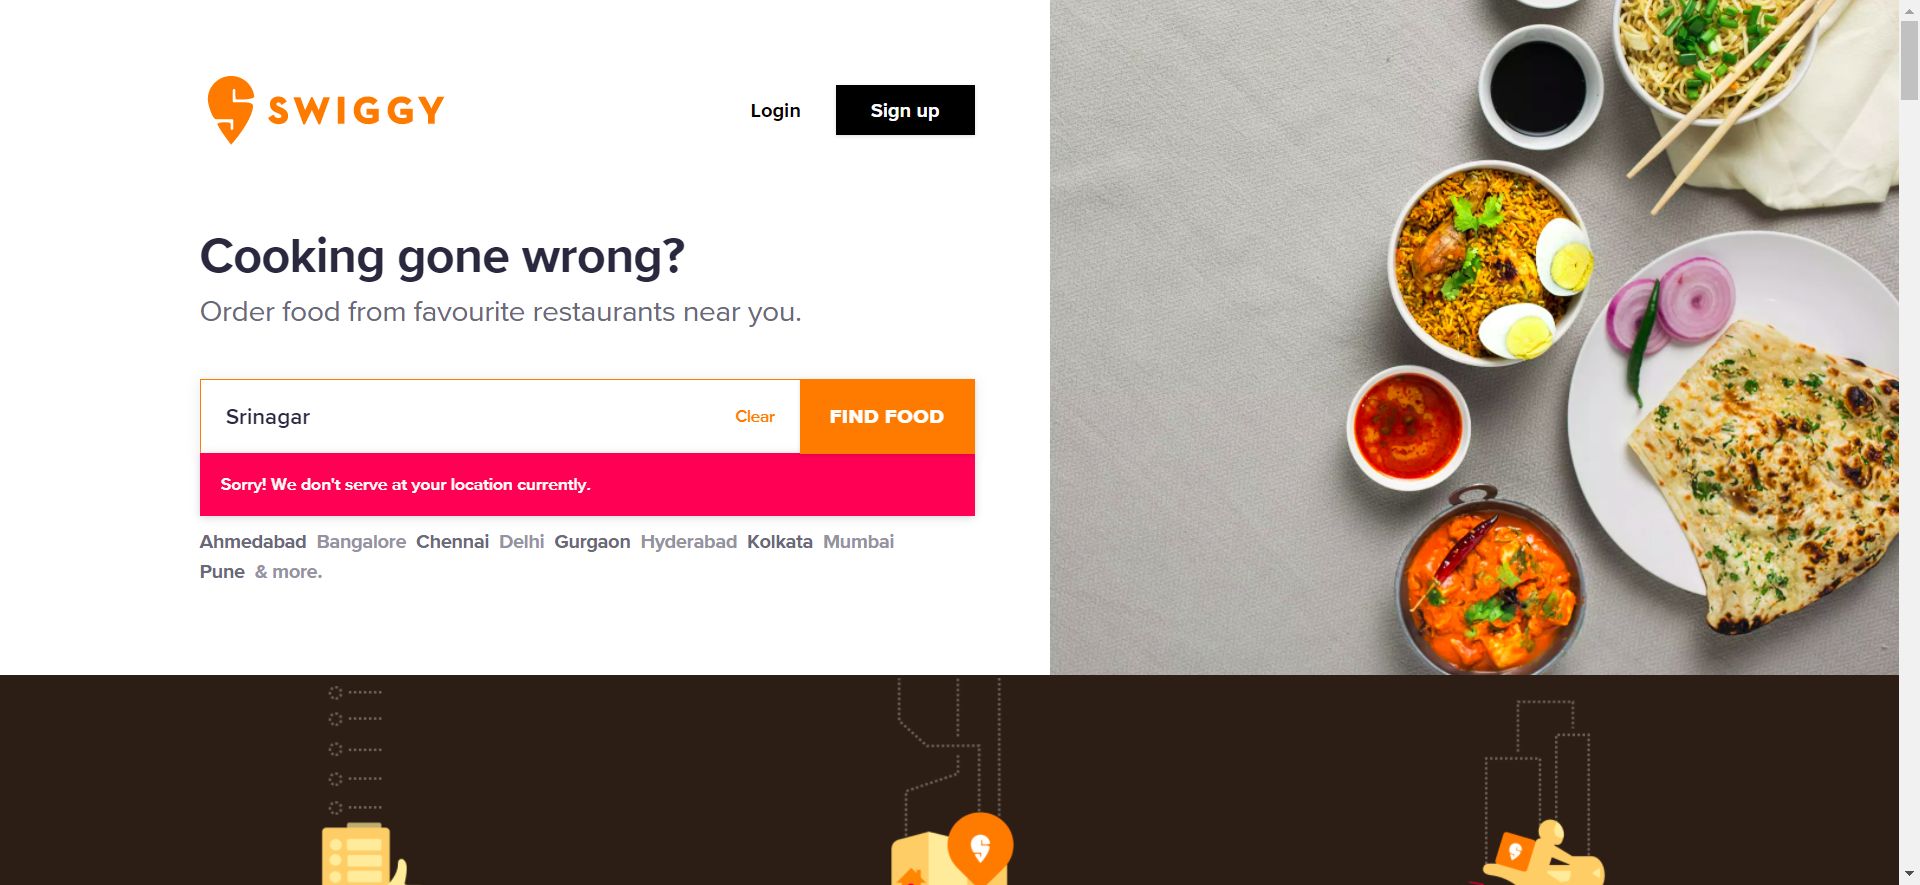 SWIGGY
Login
Sign up
Cooking gone wrong?
Order food from favourite restaurants near you.
Srinagar
Clear
FIND FOOD
Sorry! We don't serve at your location currently.
Ahmedabad Bangalore Chennai Delhi Gurgaon Hyderabad Kolkata Mumbai
Pune & more.